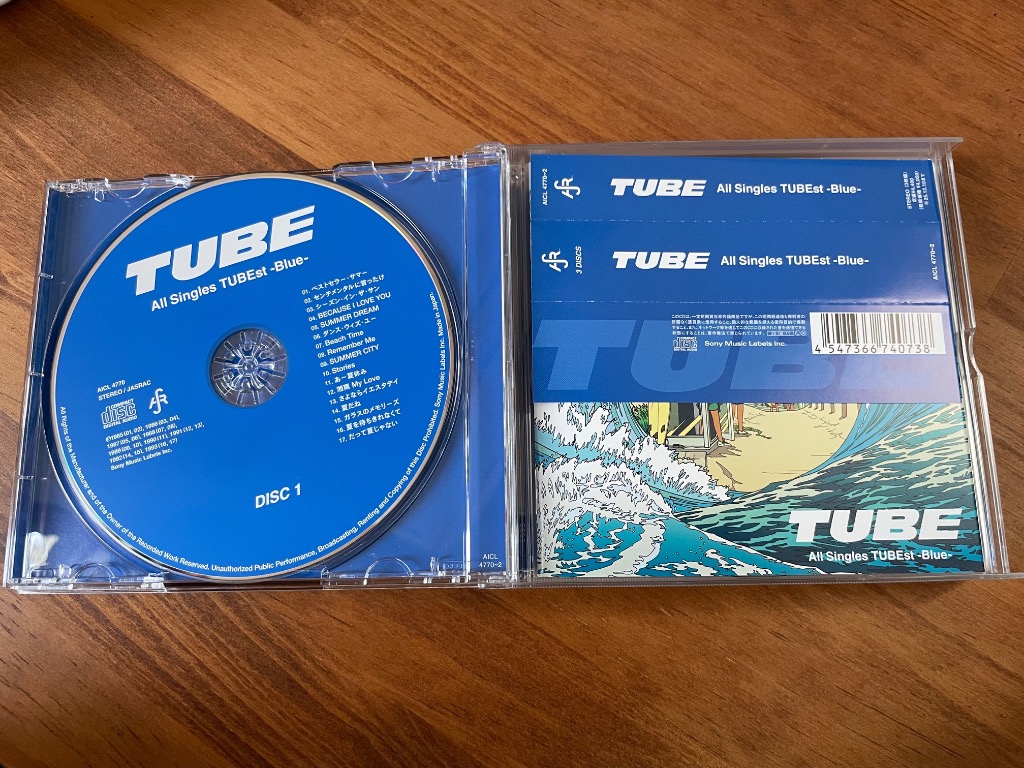 TUBE
All Singles TUBEst -Blue-
01. ベストセラー・サマー
02. センチメンタルに首ったけ
03. シーズン・イン・ザ・サン
04. BECAUSE I LOVE YOU
05. SUMMER DREAM
06. ダンス・ウィズ・ユー
07. Beach Time
08. Remember Me
09. SUMMER CITY
10. Stories
11. あー夏休み
12. 湘南 My Love
13. さよならイエスタデイ
14. 夏だね
15. ガラスのメモリーズ
16. 夏を待ちきれなくて
17. だって夏じゃない
AICL 4770
STEREO / JASRAC
COMPACT
disc
DIGITAL AUDIO
Sony Music Labels Inc.
DISC 1
All Rights of the Manufacturer and of the Owner of the Recorded Work Reserved. Unauthorized Public Performance, Broadcasting, Renting and Copying of this Disc Prohibited. Sony Music Labels Inc. Made in Japan
AICL
4770~2
AICL 4770~2
TUBE All Singles TUBEst -Blue-
STEREO
3 DISCS
TUBE All Singles TUBEst -Blue-
AICL 4770~2
TUBE
Sony Music Labels Inc.
4 547366 740738
TUBE
All Singles TUBEst -Blue-